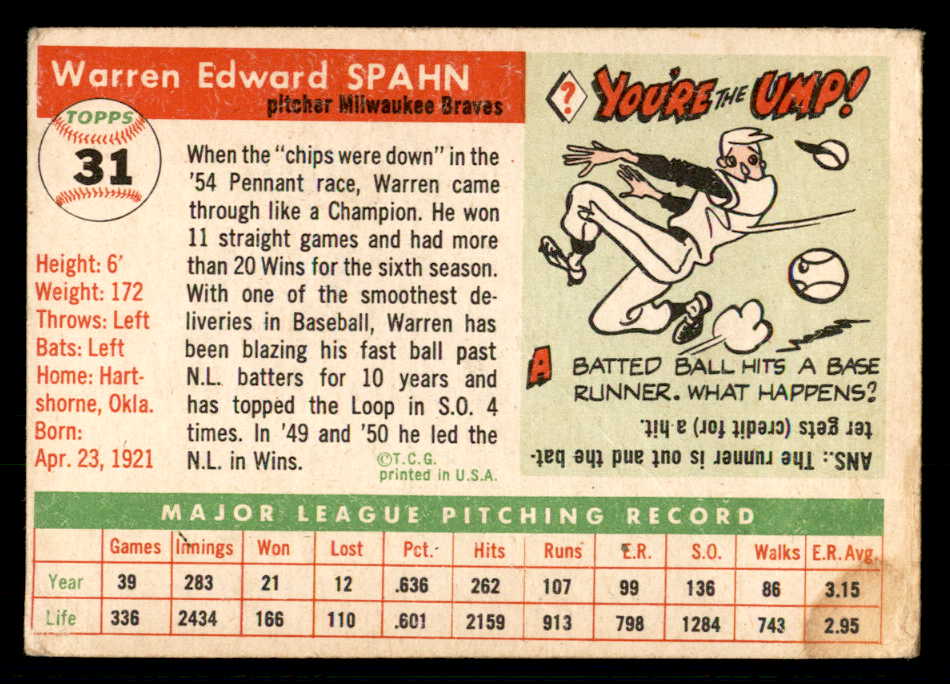 Warren Edward SPAHN
pitcher Milwaukee Braves
TOPPS
31
Height: 6'
Weight: 172
Throws: Left
Bats: Left
Home: Hart-
shorne, Okla.
Born:
Apr. 23, 1921
When the "chips were down" in the
'54 Pennant race, Warren came
through like a Champion. He won
11 straight games and had more
than 20 Wins for the sixth season.
With one of the smoothest de-
liveries in Baseball, Warren has
been blazing his fast ball past
N.L. batters for 10 years and
has topped the Loop in S.O. 4
times. In '49 and '50 he led the
N.L. in Wins.
©T.C.G.
printed in U.S.A.
? YOU'RE THE UMP!
A BATTED BALL HITS A BASE
RUNNER. WHAT HAPPENS?
ANS.: The runner is out and the bat-
ter gets (credit for) a hit.
MAJOR LEAGUE PITCHING RECORD
Games Innings Won Lost Pct. Hits Runs E.R. S.O. Walks E.R. Avg.
Year 39 283 21 12 .636 262 107 99 136 86 3.15
Life 336 2434 166 110 .601 2159 913 798 1284 743 2.95